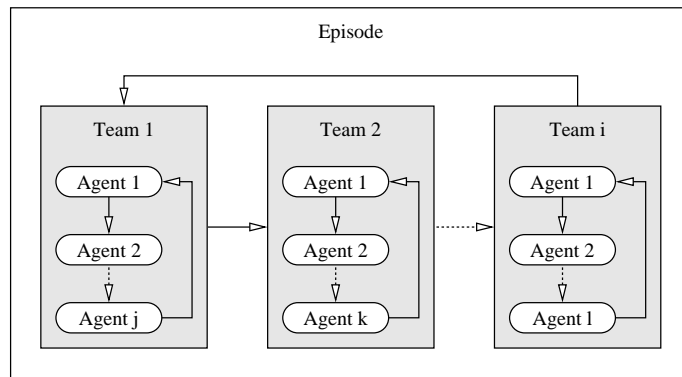 Episode
Team 1
Team 2
Team i
Agent 1
Agent 1
Agent 1
Agent 2
Agent 2
Agent 2
Agent j
Agent k
Agent l